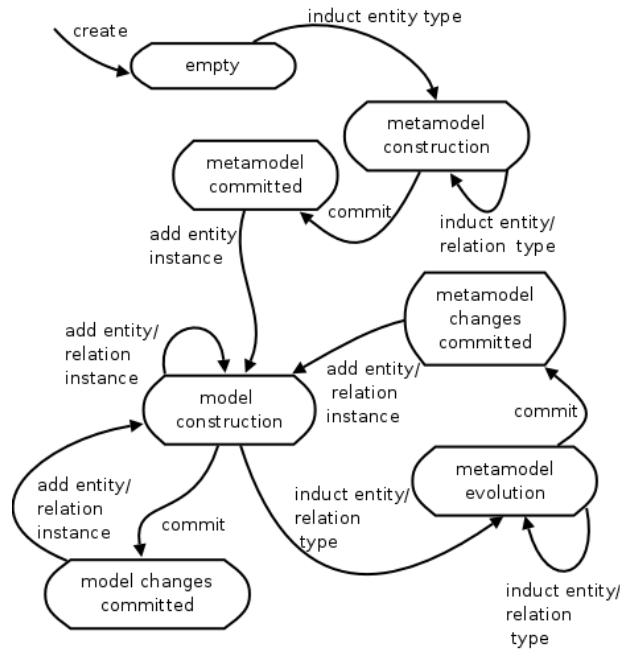 create
induct entity type
empty
metamodel
construction
metamodel
committed
commit
induct entity/
relation type
add entity
instance
metamodel
changes
committed
add entity/
relation
instance
add entity/
relation
instance
model
construction
commit
metamodel
evolution
add entity/
relation
instance
commit
induct entity/
relation
type
model changes
committed
induct entity/
relation
type